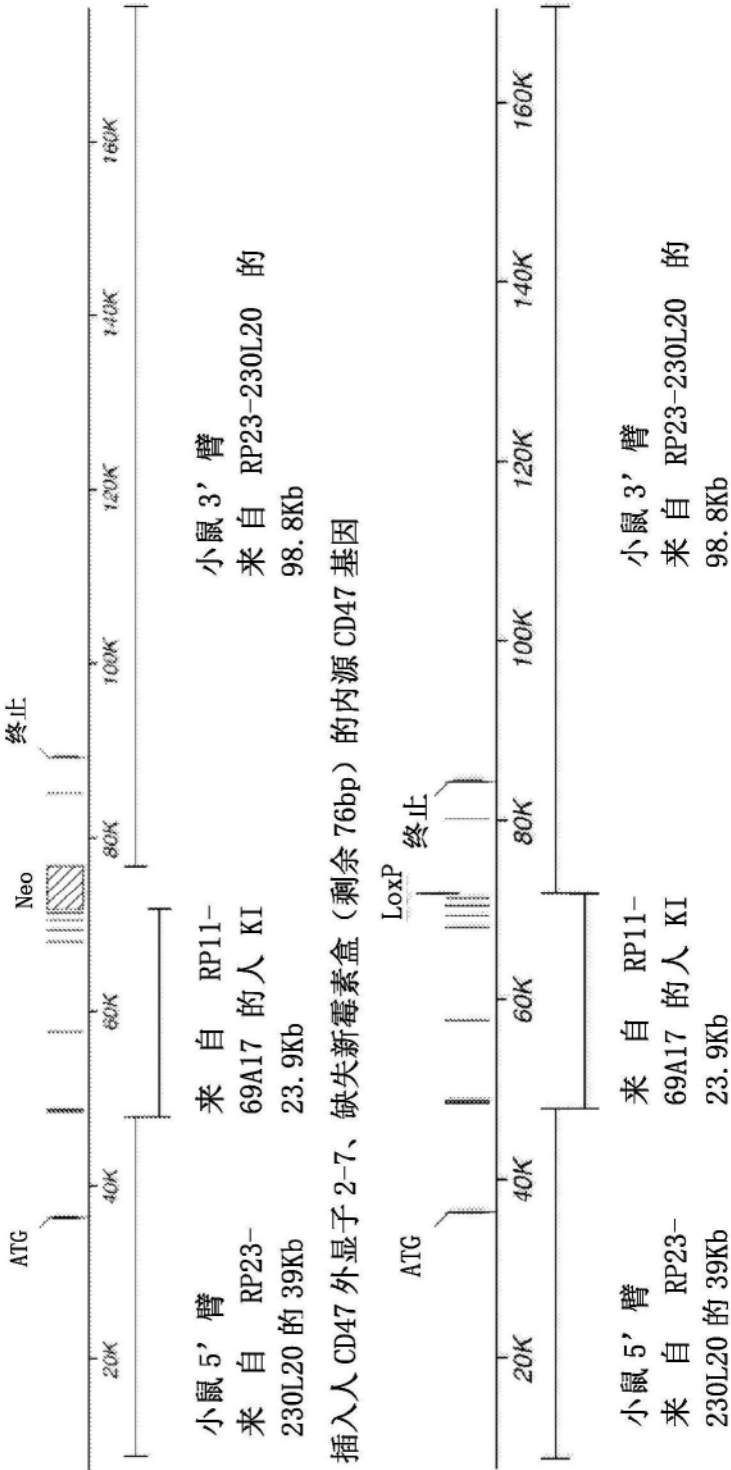 ATG
Neo
终止
20K
40K
60K
80K
100K
120K
140K
160K
小鼠 5’ 臂
来 自 RP23-
230L20 的 39Kb
来 自 RP11-
69A17 的人 KI
23.9Kb
小鼠 3’ 臂
来 自 RP23-230L20 的
98.8Kb
插入人 CD47 外显子 2-7、缺失新霉素盒（剩余 76bp）的内源 CD47 基因
ATG
LoxP
终止
20K
40K
60K
80K
100K
120K
140K
160K
小鼠 5’ 臂
来 自 RP23-
230L20 的 39Kb
来 自 RP11-
69A17 的人 KI
23.9Kb
小鼠 3’ 臂
来 自 RP23-230L20 的
98.8Kb